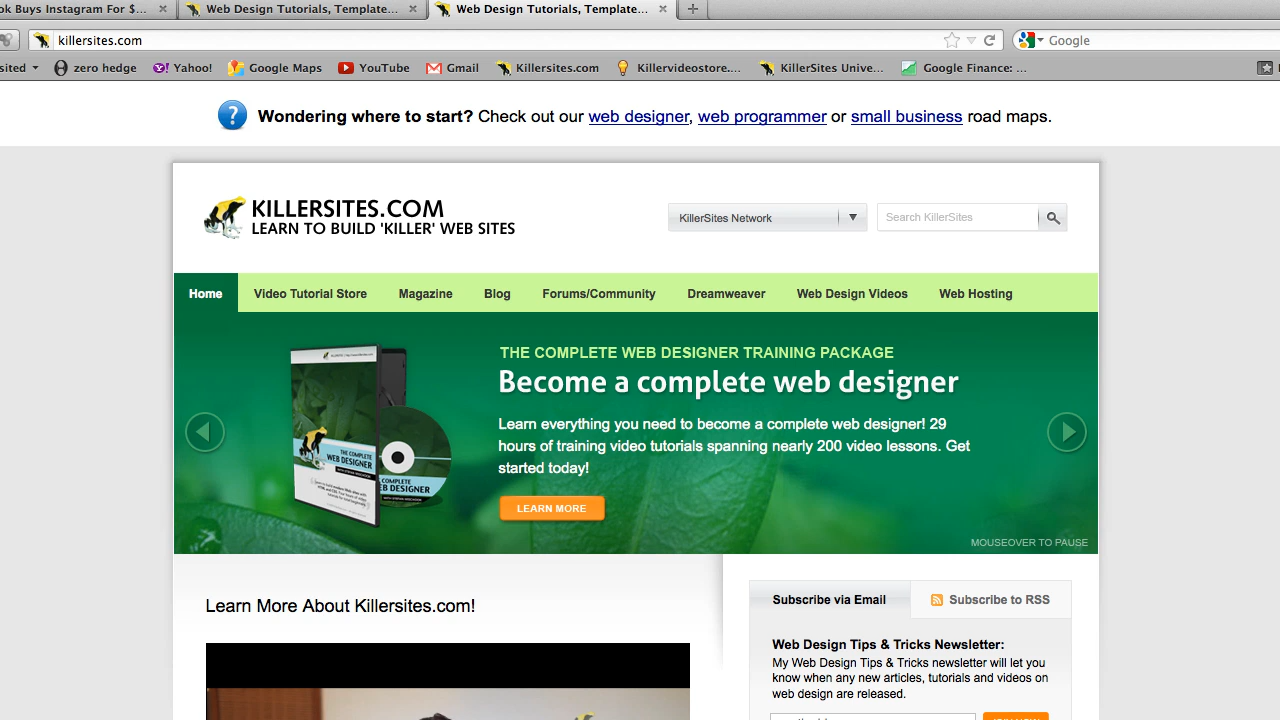 ok Buys Instagram For $...
Web Design Tutorials, Template...
Web Design Tutorials, Template...
killersites.com
Google
sited
zero hedge
Yahoo!
Google Maps
YouTube
Gmail
Killersites.com
Killervideostore....
KillerSites Unive...
Google Finance: ...
Wondering where to start? Check out our web designer, web programmer or small business road maps.
KILLERSITES.COM
LEARN TO BUILD 'KILLER' WEB SITES
KillerSites Network
Search KillerSites
Home
Video Tutorial Store
Magazine
Blog
Forums/Community
Dreamweaver
Web Design Videos
Web Hosting
THE COMPLETE WEB DESIGNER TRAINING PACKAGE
Become a complete web designer
Learn everything you need to become a complete web designer! 29
hours of training video tutorials spanning nearly 200 video lessons. Get
started today!
LEARN MORE
THE COMPLETE
WEB DESIGNER
MOUSEOVER TO PAUSE
Learn More About Killersites.com!
Subscribe via Email
Subscribe to RSS
Web Design Tips & Tricks Newsletter:
My Web Design Tips & Tricks newsletter will let you
know when any new articles, tutorials and videos on
web design are released.